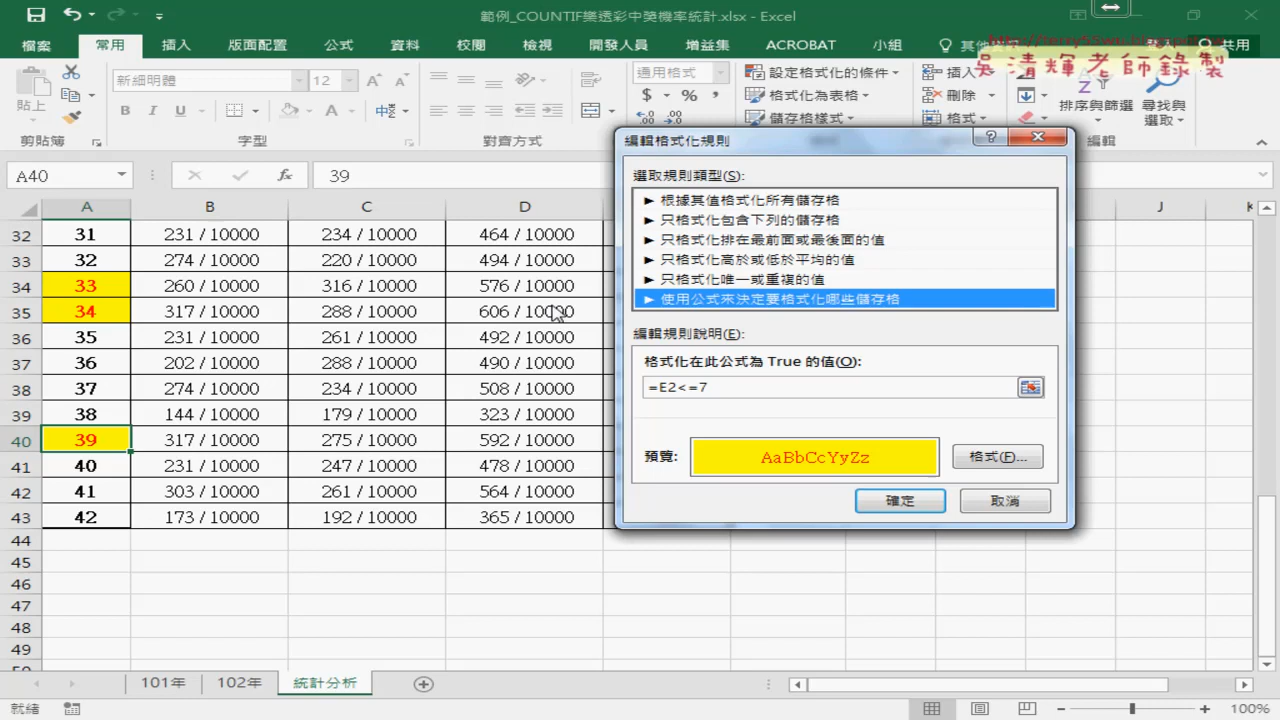 範例_COUNTIF樂透彩中獎機率統計.xlsx - Excel
檔案 常用 插入 版面配置 公式 資料 校閱 檢視 開發人員 增益集 ACROBAT 小組 共用
吳清輝老師錄製
貼上 新細明體 12 B I U 中 通用格式 $ % , 設定格式化的條件 格式化為表格 儲存格樣式 插入 刪除 格式 排序與篩選 尋找與選取
剪貼簿 字型 對齊方式 編輯
A40 fx 39
A B C D J K
32 31 231 / 10000 234 / 10000 464 / 10000
33 32 274 / 10000 220 / 10000 494 / 10000
34 33 260 / 10000 316 / 10000 576 / 10000
35 34 317 / 10000 288 / 10000 606 / 10000
36 35 231 / 10000 261 / 10000 492 / 10000
37 36 202 / 10000 288 / 10000 490 / 10000
38 37 274 / 10000 234 / 10000 508 / 10000
39 38 144 / 10000 179 / 10000 323 / 10000
40 39 317 / 10000 275 / 10000 592 / 10000
41 40 231 / 10000 247 / 10000 478 / 10000
42 41 303 / 10000 261 / 10000 564 / 10000
43 42 173 / 10000 192 / 10000 365 / 10000
44
45
46
47
48
49
編輯格式化規則
選取規則類型(S):
► 根據其值格式化所有儲存格
► 只格式化包含下列的儲存格
► 只格式化排在最前面或最後面的值
► 只格式化高於或低於平均的值
► 只格式化唯一或重複的值
► 使用公式來決定要格式化哪些儲存格
編輯規則說明(E):
格式化在此公式為 True 的值(O):
=E2<=7
預覽: AaBbCcYyZz 格式(F)...
確定 取消
101年 102年 統計分析
就緒 100%